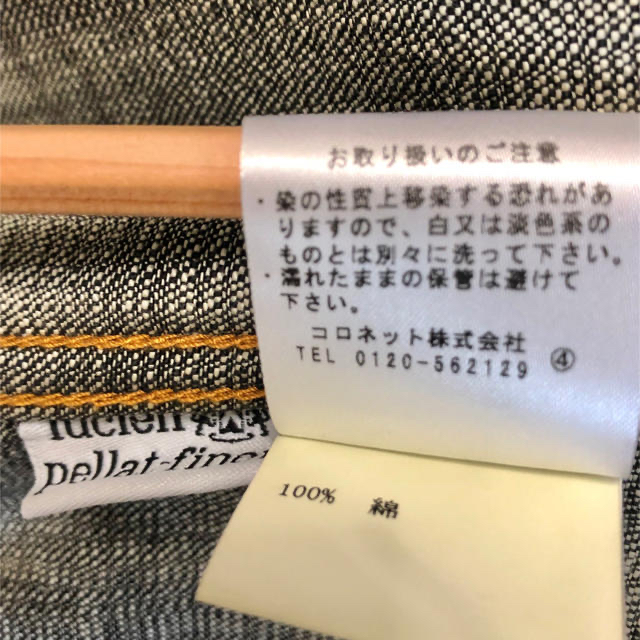 お取り扱いのご注意
・染の性質上移染する恐れがあ
りますので、白又は淡色系の
ものとは別々に洗って下さい。
・濡れたままの保管は避けて
下さい。
コロネット株式会社
TEL 0120-562129 ④
lucien
pellat-fin
100% 綿